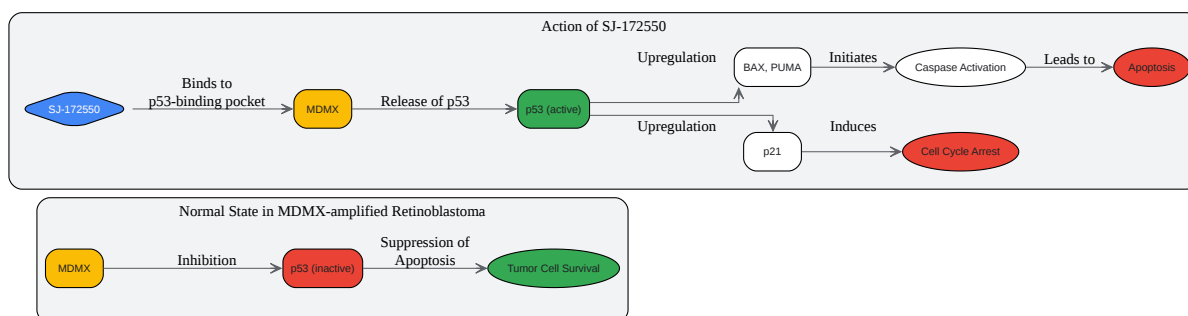 Action of SJ-172550
Upregulation
BAX, PUMA
Initiates
Caspase Activation
Leads to
Apoptosis
SJ-172550
Binds to
p53-binding pocket
MDMX
Release of p53
p53 (active)
Upregulation
p21
Induces
Cell Cycle Arrest
Normal State in MDMX-amplified Retinoblastoma
MDMX
Inhibition
p53 (inactive)
Suppression of
Apoptosis
Tumor Cell Survival